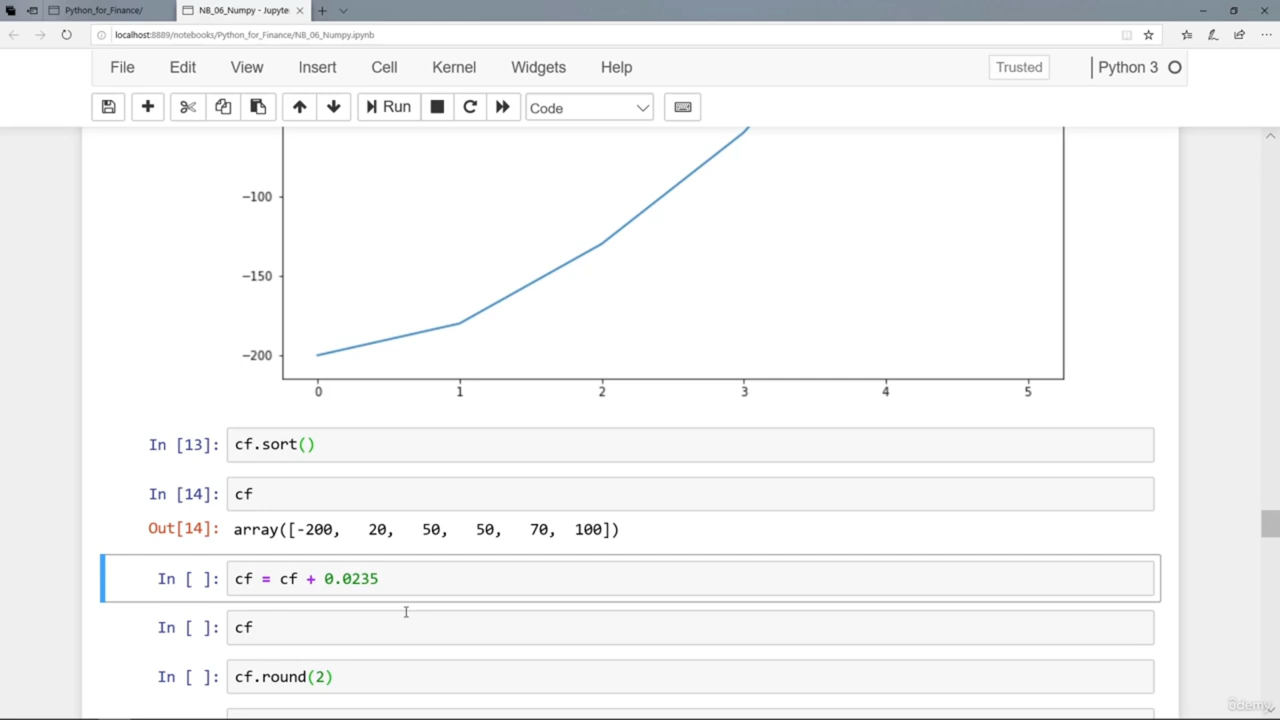 Python_for_Finance/
NB_06_Numpy - Jupyte
localhost:8889/notebooks/Python_for_Finance/NB_06_Numpy.ipynb
File Edit View Insert Cell Kernel Widgets Help Trusted Python 3
Run Code
−100
−150
−200
0 1 2 3 4 5
In [13]: cf.sort()
In [14]: cf
Out[14]: array([-200, 20, 50, 50, 70, 100])
In [ ]: cf = cf + 0.0235
In [ ]: cf
In [ ]: cf.round(2)
ûdemy